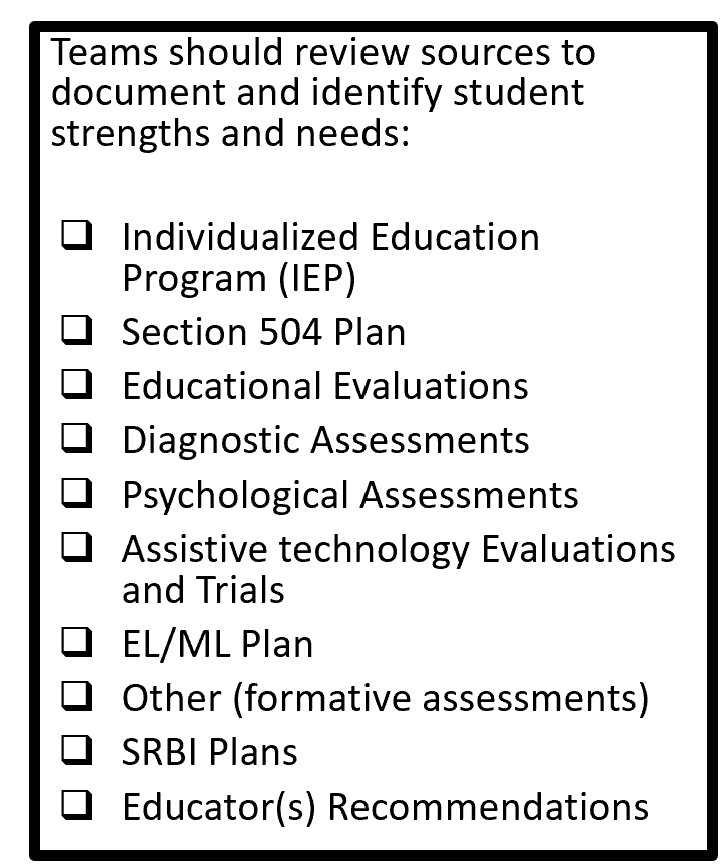 Teams should review sources to
document and identify student
strengths and needs:
❑ Individualized Education
Program (IEP)
❑ Section 504 Plan
❑ Educational Evaluations
❑ Diagnostic Assessments
❑ Psychological Assessments
❑ Assistive technology Evaluations
and Trials
❑ EL/ML Plan
❑ Other (formative assessments)
❑ SRBI Plans
❑ Educator(s) Recommendations